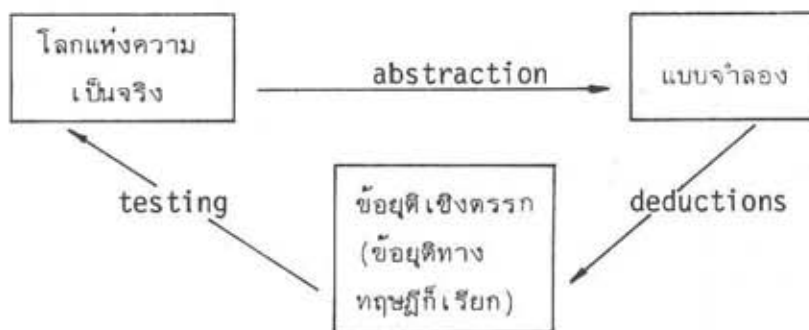 โลกแห่งความ
เป็นจริง
abstraction
แบบจำลอง
testing
ข้อยุติเชิงตรรก
(ข้อยุติทาง
ทฤษฎีก็เรียก)
deductions